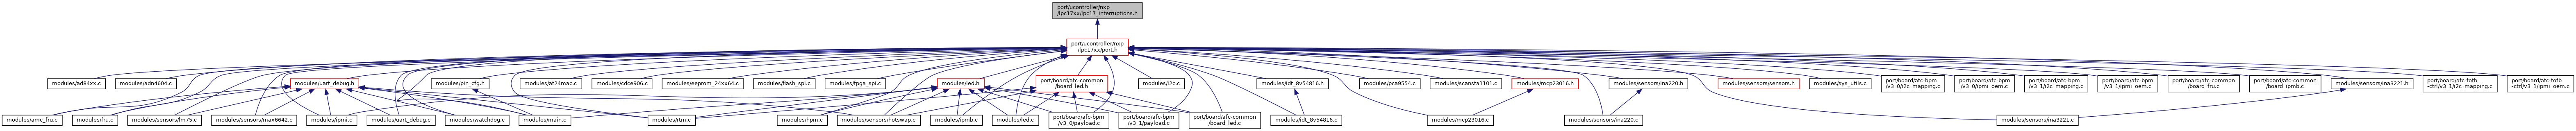 port/ucontroller/nxp
/lpc17xx/lpc17_interruptions.h
port/ucontroller/nxp
/lpc17xx/port.h
modules/ad84xx.c
modules/adn4604.c
modules/uart_debug.h
modules/pin_cfg.h
modules/at24mac.c
modules/cdce906.c
modules/eeprom_24xx64.c
modules/flash_spi.c
modules/fpga_spi.c
modules/led.h
port/board/afc-common
/board_led.h
modules/i2c.c
modules/idt_8v54816.h
modules/pca9554.c
modules/scansta1101.c
modules/mcp23016.h
modules/sensors/ina220.h
modules/sensors/sensors.h
modules/sys_utils.c
port/board/afc-bpm
/v3_0/i2c_mapping.c
port/board/afc-bpm
/v3_0/ipmi_oem.c
port/board/afc-bpm
/v3_1/i2c_mapping.c
port/board/afc-bpm
/v3_1/ipmi_oem.c
port/board/afc-common
/board_fru.c
port/board/afc-common
/board_ipmb.c
modules/sensors/ina3221.h
port/board/afc-fofb
-ctrl/v3_1/i2c_mapping.c
port/board/afc-fofb
-ctrl/v3_1/ipmi_oem.c
modules/amc_fru.c
modules/fru.c
modules/sensors/lm75.c
modules/sensors/max6642.c
modules/ipmi.c
modules/uart_debug.c
modules/watchdog.c
modules/main.c
modules/rtm.c
modules/hpm.c
modules/sensors/hotswap.c
modules/ipmb.c
modules/led.c
port/board/afc-bpm
/v3_0/payload.c
port/board/afc-bpm
/v3_1/payload.c
port/board/afc-common
/board_led.c
modules/idt_8v54816.c
modules/mcp23016.c
modules/sensors/ina220.c
modules/sensors/ina3221.c